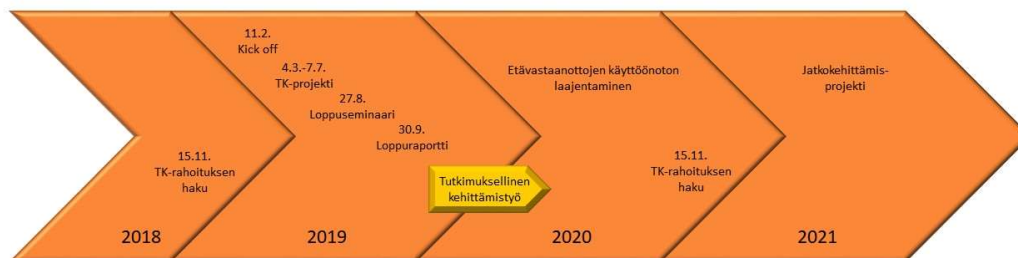 15.11.
TK-rahoituksen
haku
2018
11.2.
Kick off
4.3.-7.7.
TK-projekti
27.8.
Loppuseminaari
30.9.
Loppuraportti
2019
Tutkimuksellinen
kehittämistyö
Etävastaanottojen käyttöönoton
laajentaminen
15.11.
TK-rahoituksen
haku
2020
Jatkokehittämis-
projekti
2021